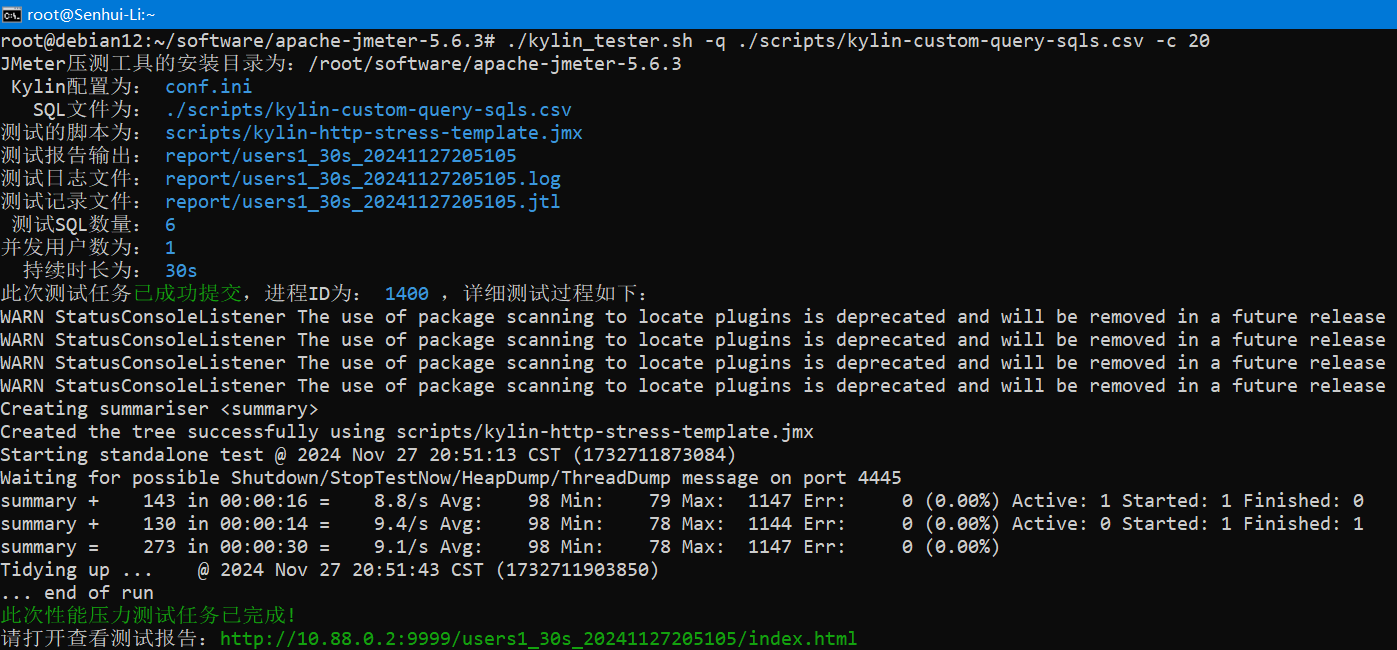 root@Senhui-Li:~
root@debian12:~/software/apache-jmeter-5.6.3# ./kylin_tester.sh -q ./scripts/kylin-custom-query-sqls.csv -c 20
JMeter压测工具的安装目录为: /root/software/apache-jmeter-5.6.3
Kylin配置为: conf.ini
SQL文件为: ./scripts/kylin-custom-query-sqls.csv
测试的脚本为: scripts/kylin-http-stress-template.jmx
测试报告输出: report/users1_30s_20241127205105
测试日志文件: report/users1_30s_20241127205105.log
测试记录文件: report/users1_30s_20241127205105.jtl
测试SQL数量: 6
并发用户数为: 1
持续时长为: 30s
此次测试任务已成功提交，进程ID为: 1400 ，详细测试过程如下:
WARN StatusConsoleListener The use of package scanning to locate plugins is deprecated and will be removed in a future release
WARN StatusConsoleListener The use of package scanning to locate plugins is deprecated and will be removed in a future release
WARN StatusConsoleListener The use of package scanning to locate plugins is deprecated and will be removed in a future release
WARN StatusConsoleListener The use of package scanning to locate plugins is deprecated and will be removed in a future release
Creating summariser <summary>
Created the tree successfully using scripts/kylin-http-stress-template.jmx
Starting standalone test @ 2024 Nov 27 20:51:13 CST (1732711873084)
Waiting for possible Shutdown/StopTestNow/HeapDump/ThreadDump message on port 4445
summary +    143 in 00:00:16 =    8.8/s Avg:    98 Min:    79 Max:  1147 Err:     0 (0.00%) Active: 1 Started: 1 Finished: 0
summary +    130 in 00:00:14 =    9.4/s Avg:    98 Min:    78 Max:  1144 Err:     0 (0.00%) Active: 0 Started: 1 Finished: 1
summary =    273 in 00:00:30 =    9.1/s Avg:    98 Min:    78 Max:  1147 Err:     0 (0.00%)
Tidying up ...    @ 2024 Nov 27 20:51:43 CST (1732711903850)
... end of run
此次性能压力测试任务已完成！
请打开查看测试报告: http://10.88.0.2:9999/users1_30s_20241127205105/index.html